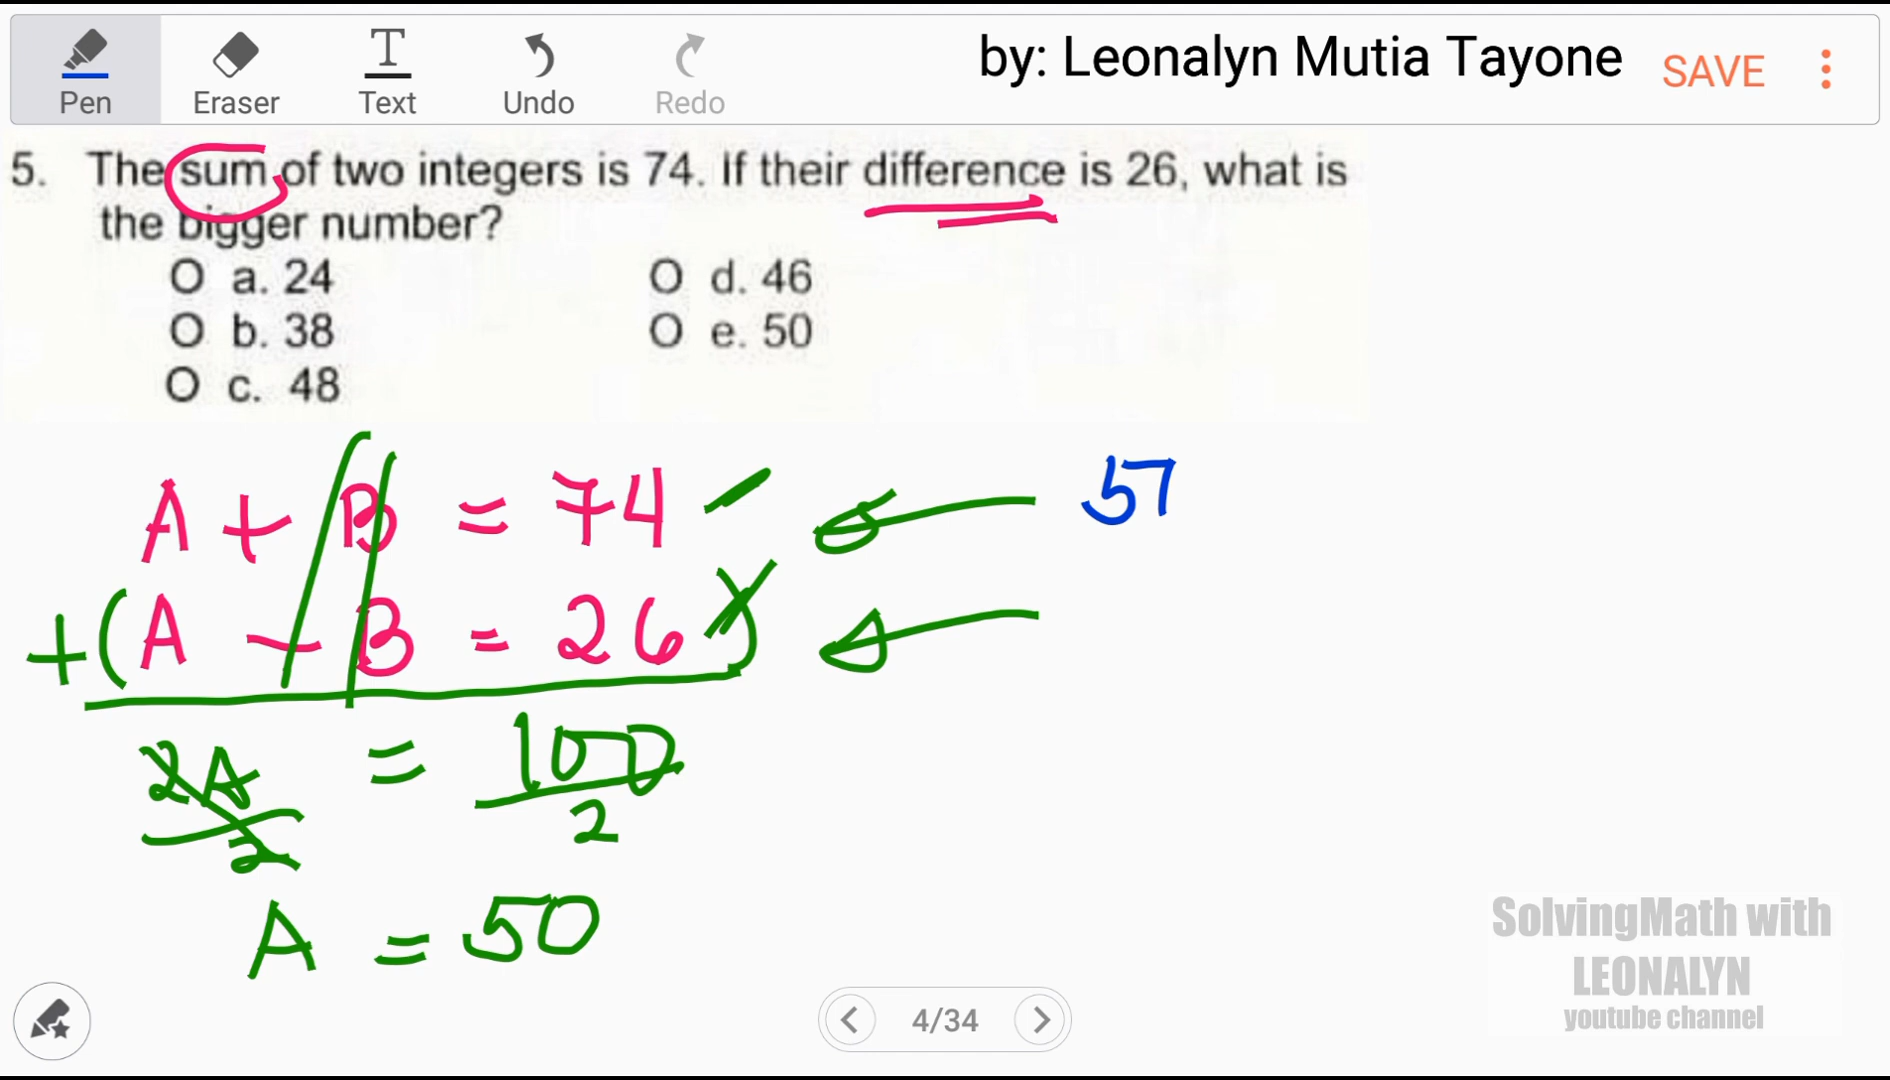 Pen Eraser Text Undo Redo by: Leonalyn Mutia Tayone SAVE
5. The sum of two integers is 74. If their difference is 26, what is
the bigger number?
O a. 24 O d. 46
O b. 38 O e. 50
O c. 48
A + B = 74
57
+(A - B = 26)
2A = 100
2 2
A = 50
SolvingMath with
LEONALYN
youtube channel
4/34